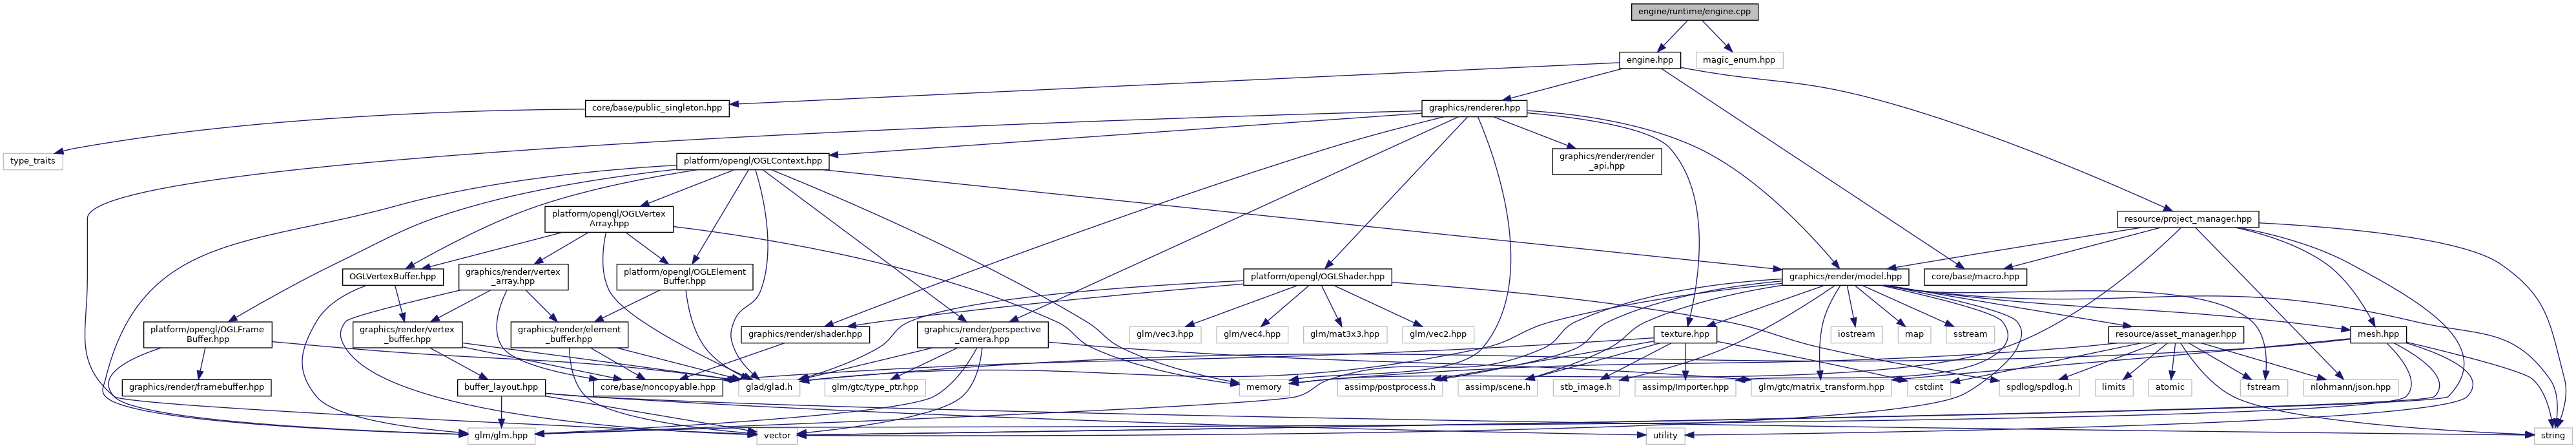 engine/runtime/engine.cpp
engine.hpp
magic_enum.hpp
core/base/public_singleton.hpp
graphics/renderer.hpp
type_traits
platform/opengl/OGLContext.hpp
graphics/render/render
_api.hpp
platform/opengl/OGLVertex
Array.hpp
resource/project_manager.hpp
OGLVertexBuffer.hpp
graphics/render/vertex
_array.hpp
platform/opengl/OGLElement
Buffer.hpp
platform/opengl/OGLShader.hpp
graphics/render/model.hpp
core/base/macro.hpp
platform/opengl/OGLFrame
Buffer.hpp
graphics/render/vertex
_buffer.hpp
graphics/render/element
_buffer.hpp
graphics/render/shader.hpp
graphics/render/perspective
_camera.hpp
glm/vec3.hpp
glm/vec4.hpp
glm/mat3x3.hpp
glm/vec2.hpp
texture.hpp
iostream
map
sstream
resource/asset_manager.hpp
mesh.hpp
graphics/render/framebuffer.hpp
buffer_layout.hpp
core/base/noncopyable.hpp
glad/glad.h
glm/gtc/type_ptr.hpp
memory
assimp/postprocess.h
assimp/scene.h
stb_image.h
assimp/Importer.hpp
glm/gtc/matrix_transform.hpp
cstdint
spdlog/spdlog.h
limits
atomic
fstream
nlohmann/json.hpp
glm/glm.hpp
vector
utility
string